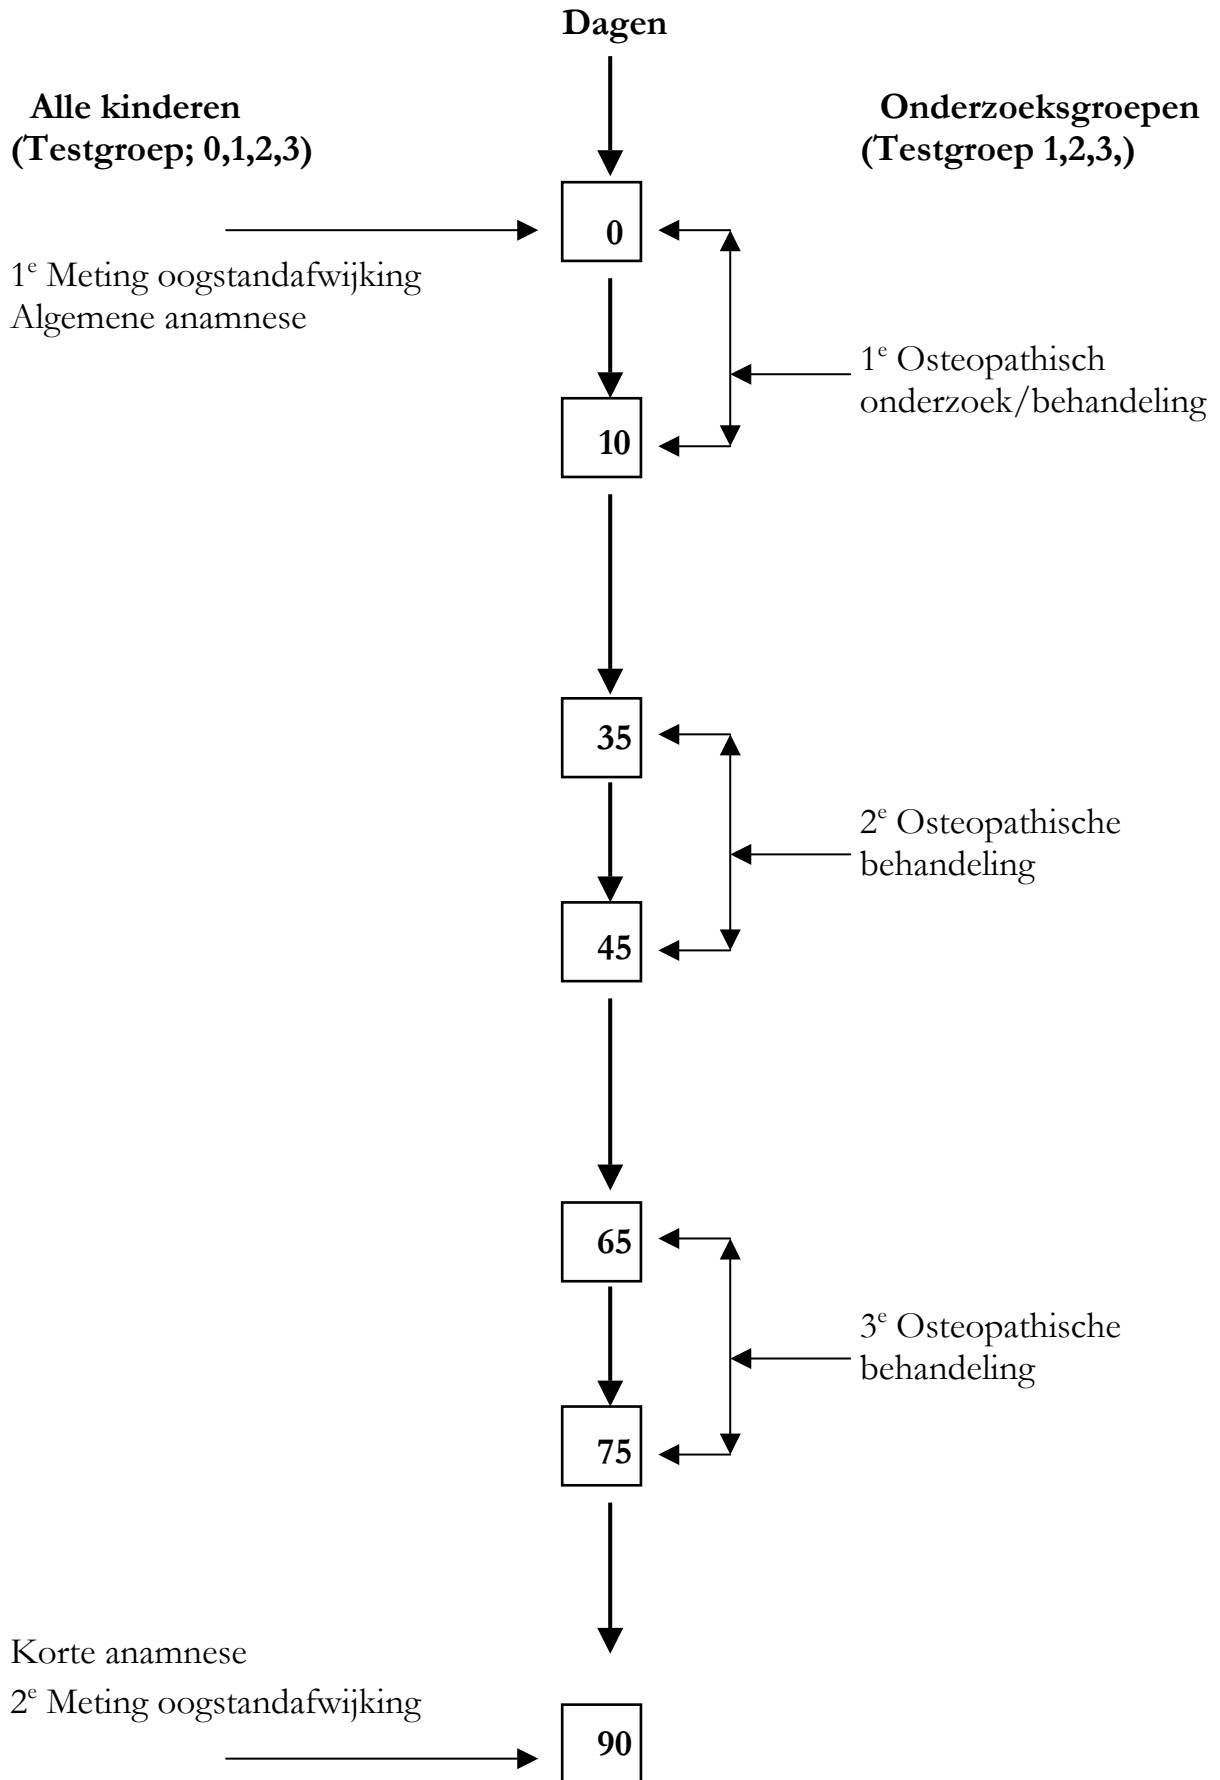 Dagen
Alle kinderen
(Testgroep; 0,1,2,3)
Onderzoeksgroepen
(Testgroep 1,2,3,)
0
1e Meting oogstandafwijking
Algemene anamnese
1e Osteopathisch
onderzoek/behandeling
10
35
2e Osteopathische
behandeling
45
65
3e Osteopathische
behandeling
75
Korte anamnese
2e Meting oogstandafwijking
90